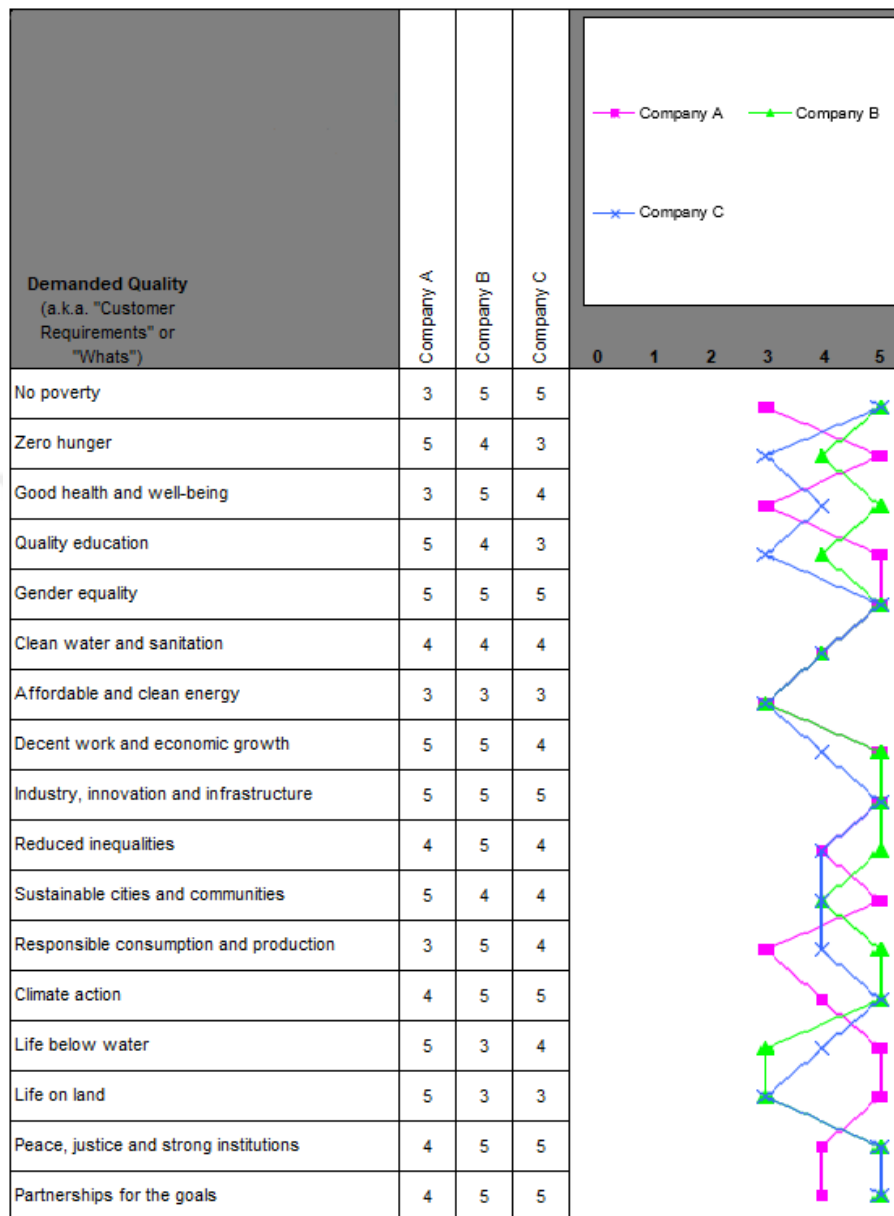 Company A
Company B
Company C
Demanded Quality
(a.k.a. "Customer
Requirements" or
"Whats")
Company A
Company B
Company C
0 1 2 3 4 5
No poverty 3 5 5
Zero hunger 5 4 3
Good health and well-being 3 5 4
Quality education 5 4 3
Gender equality 5 5 5
Clean water and sanitation 4 4 4
Affordable and clean energy 3 3 3
Decent work and economic growth 5 5 4
Industry, innovation and infrastructure 5 5 5
Reduced inequalities 4 5 4
Sustainable cities and communities 5 4 4
Responsible consumption and production 3 5 4
Climate action 4 5 5
Life below water 5 3 4
Life on land 5 3 3
Peace, justice and strong institutions 4 5 5
Partnerships for the goals 4 5 5